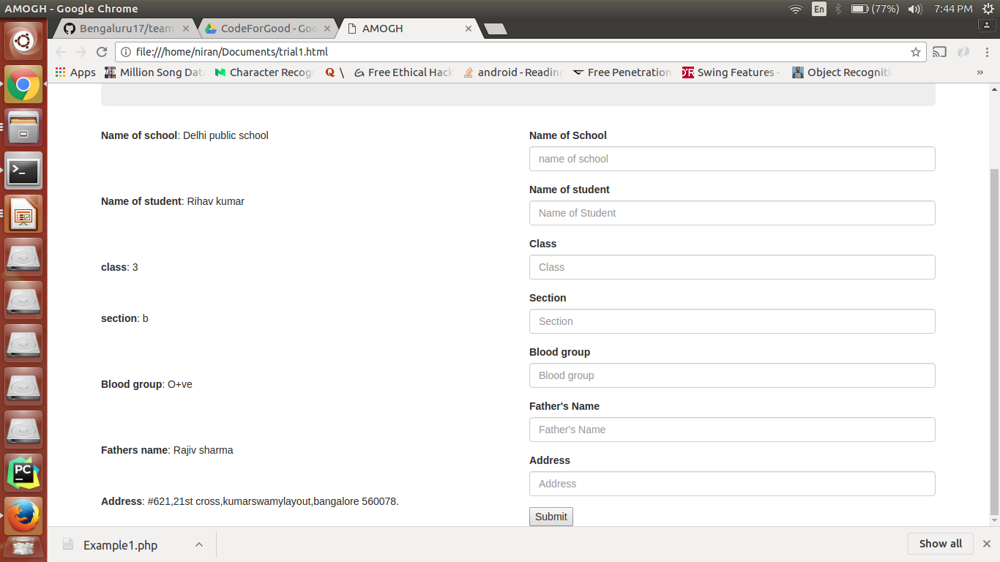 AMOGH - Google Chrome
En
(77%)
7:44 PM
Bengaluru17/team
CodeForGood - Goo
AMOGH
file:///home/niran/Documents/trial1.html
Apps
Million Song Dat
Character Recog
Q \
Free Ethical Hack
android - Reading
Free Penetration
DR
Swing Features -
Object Recogniti
»
Name of school: Delhi public school
Name of student: Rihav kumar
class: 3
section: b
Blood group: O+ve
Fathers name: Rajiv sharma
Address: #621,21st cross,kumarswamylayout,bangalore 560078.
Name of School
name of school
Name of student
Name of Student
Class
Class
Section
Section
Blood group
Blood group
Father's Name
Father's Name
Address
Address
Submit
>_
PC
Example1.php
Show all